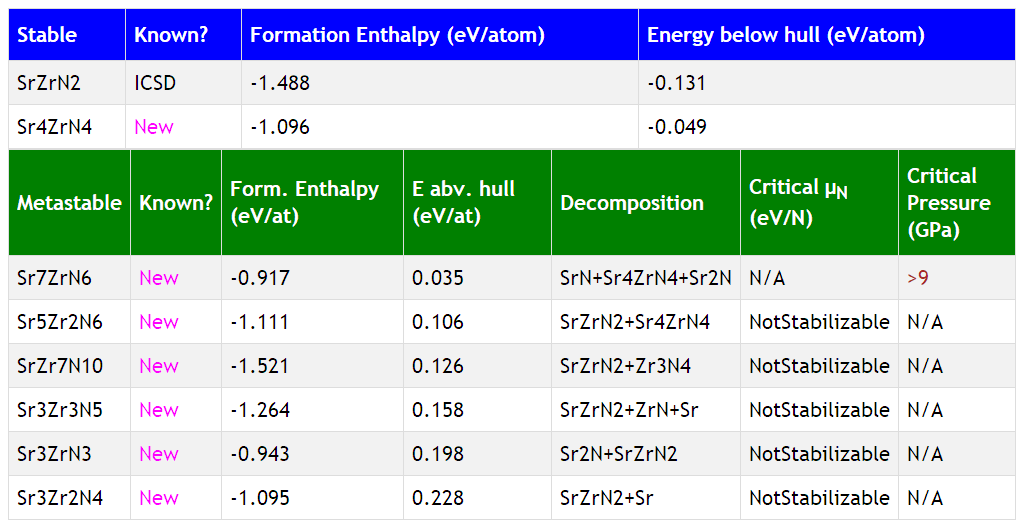 Stable Known? Formation Enthalpy (eV/atom) Energy below hull (eV/atom)
SrZrN2 ICSD -1.488 -0.131
Sr4ZrN4 New -1.096 -0.049
Metastable Known? Form. Enthalpy (eV/at) E abv. hull (eV/at) Decomposition Critical μN (eV/N) Critical Pressure (GPa)
Sr7ZrN6 New -0.917 0.035 SrN+Sr4ZrN4+Sr2N N/A >9
Sr5Zr2N6 New -1.111 0.106 SrZrN2+Sr4ZrN4 NotStabilizable N/A
SrZr7N10 New -1.521 0.126 SrZrN2+Zr3N4 NotStabilizable N/A
Sr3Zr3N5 New -1.264 0.158 SrZrN2+ZrN+Sr NotStabilizable N/A
Sr3ZrN3 New -0.943 0.198 Sr2N+SrZrN2 NotStabilizable N/A
Sr3Zr2N4 New -1.095 0.228 SrZrN2+Sr NotStabilizable N/A